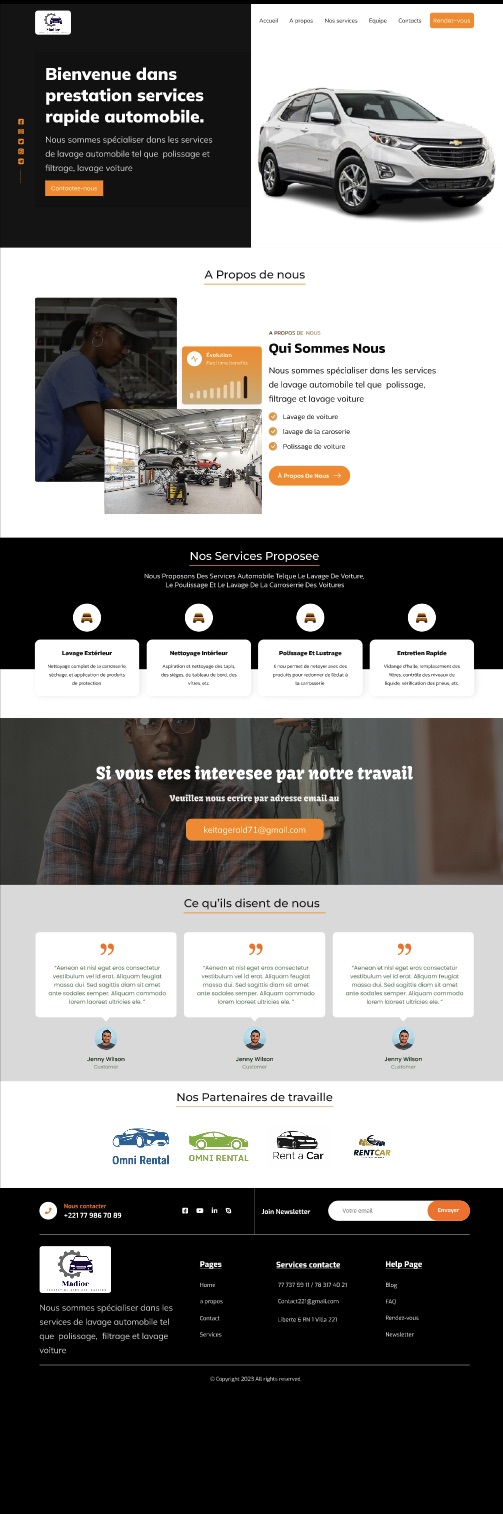 Madior
Accueil
A propos
Nos services
Équipe
Contacts
Rendez-vous
Bienvenue dans
prestation services
rapide automobile.
Nous sommes spécialiser dans les services
de lavage automobile tel que polissage et
filtrage, lavage voiture
Contactez-nous
A Propos de nous
Évolution
A PROPOS DE NOUS
Qui Sommes Nous
Nous sommes spécialiser dans les services
de lavage automobile tel que polissage,
filtrage et lavage voiture
Lavage de voiture
lavage de la caroserie
Polissage de voiture
À Propos De Nous
Nos Services Proposee
Nous Proposons Des Services Automobile Telque Le Lavage De Voiture,
Le Poulissage Et Le Lavage De La Carroserie Des Voitures
Lavage Extérieur
Nettoyage complet de la carrosserie,
séchage, et application de produits
de protection.
Nettoyage Intérieur
Aspiration et nettoyage des tapis,
des sièges, du tableau de bord, des
vitres, etc.
Polissage Et Lustrage
produits pour redonner de l'éclat à
la carrosserie.
Entretien Rapide
Vidange d'huile, remplacement des
filtres, contrôle des niveaux de
liquide, vérification des pneus, etc.
Si vous etes interesee par notre travail
Veuillez nous ecrire par adresse email au
keitagerald71@gmail.com
Ce qu'ils disent de nous
"Aenean et nisl eget eros consectetur
vestibulum vel id erat. Aliquam feugiat
massa dui. Sed sagittis diam sit amet
ante sodales semper. Aliquam commodo
lorem laoreet ultricies ele. "
Jenny Wilson
Customer
"Aenean et nisl eget eros consectetur
vestibulum vel id erat. Aliquam feugiat
massa dui. Sed sagittis diam sit amet
ante sodales semper. Aliquam commodo
lorem laoreet ultricies ele. "
Jenny Wilson
Customer
"Aenean et nisl eget eros consectetur
vestibulum vel id erat. Aliquam feugiat
massa dui. Sed sagittis diam sit amet
ante sodales semper. Aliquam commodo
lorem laoreet ultricies ele. "
Jenny Wilson
Customer
Nos Partenaires de travaille
Omni Rental
OMNI RENTAL
Rent a Car
RENTCAR
Nous contacter
+221 77 986 70 89
Join Newsletter
Your email
Envoyer
Madior
Nous sommes spécialiser dans les
services de lavage automobile tel
que polissage, filtrage et lavage
voiture
Pages
Home
a propos
Contact
Services
Services contacte
77 737 59 11 / 78 317 40 21
Contact221@gmail.com
Liberte 6 RN 1 Villa 221
Help Page
Blog
FAQ
Rendez-vous
Newsletter
© Copyright 2023 All rights reserved.